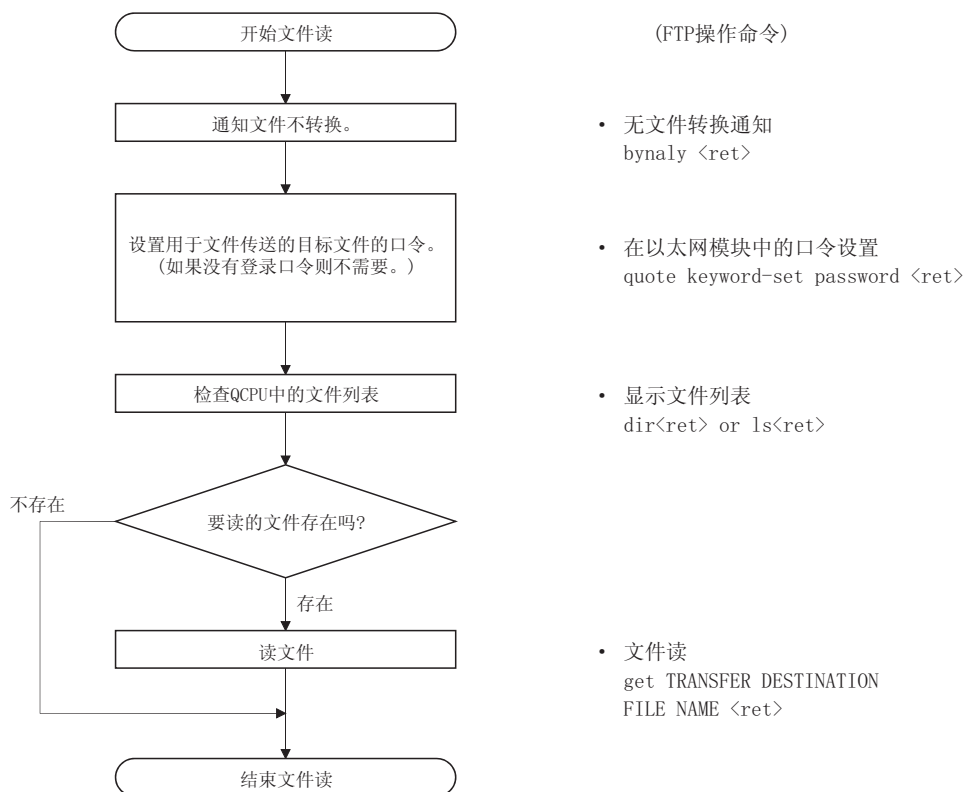 开始文件读
(FTP操作命令)
通知文件不转换。
• 无文件转换通知
bynaly <ret>
设置用于文件传送的目标文件的口令。
(如果没有登录口令则不需要。)
• 在以太网模块中的口令设置
quote keyword-set password <ret>
检查QCPU中的文件列表
• 显示文件列表
dir<ret> or ls<ret>
不存在
要读的文件存在吗?
存在
读文件
• 文件读
get TRANSFER DESTINATION
FILE NAME <ret>
结束文件读